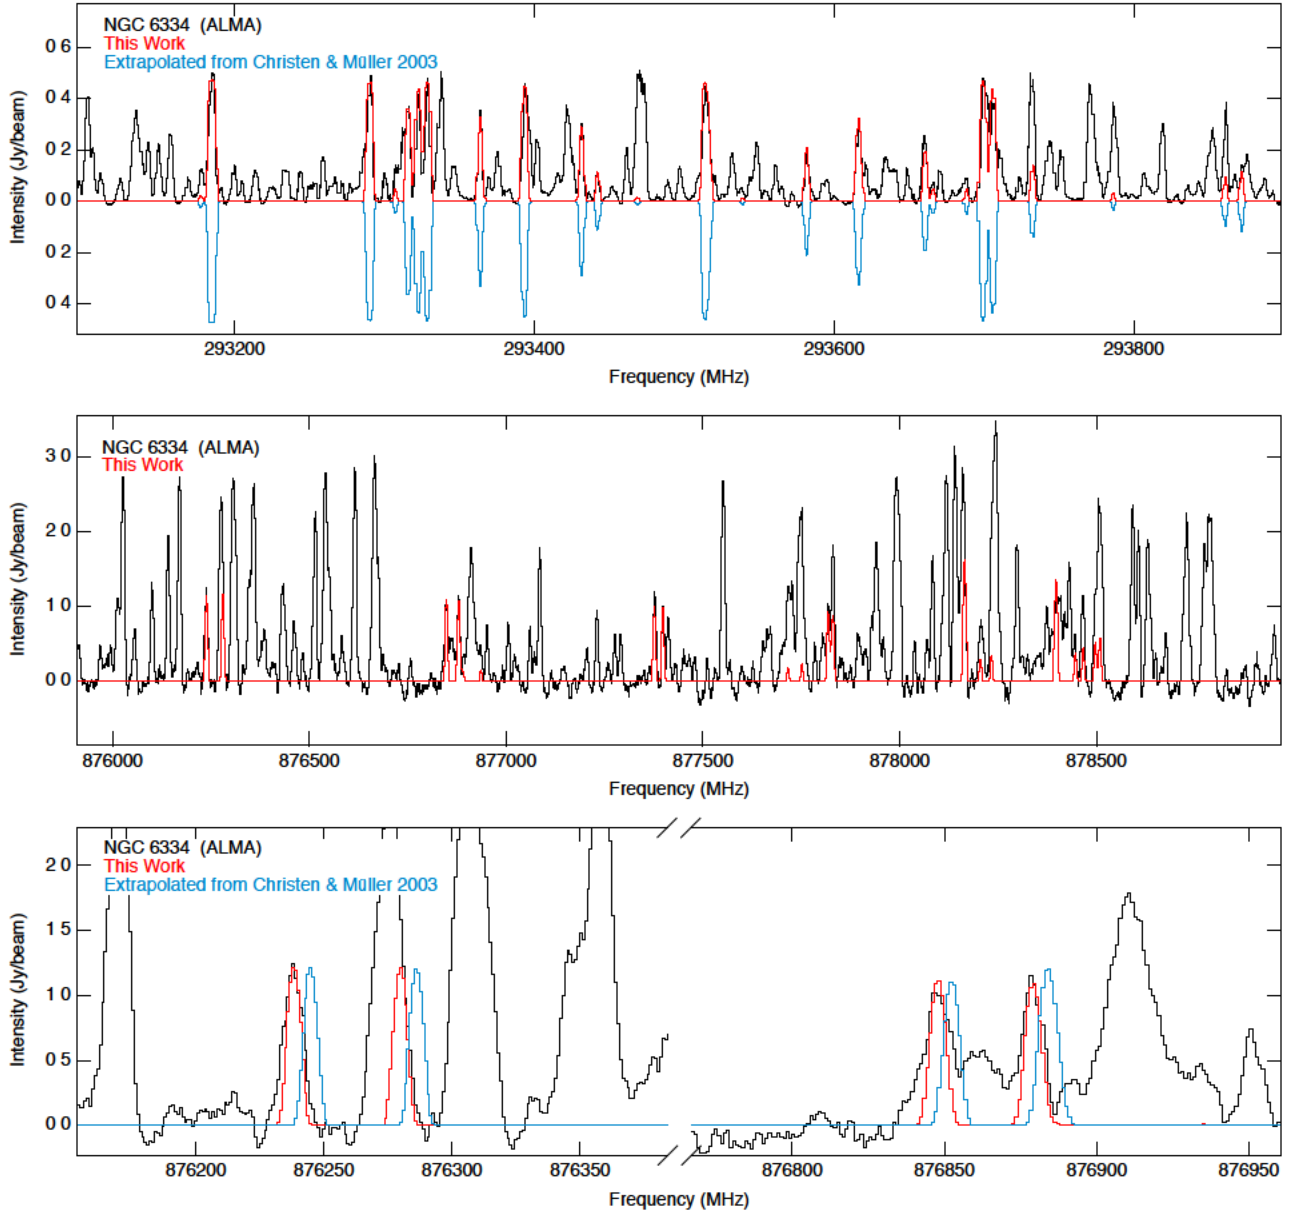 NGC 6334 (ALMA)
This Work
Extrapolated from Christen & Müller 2003
0 6
0 4
0 2
0 0
0 2
0 4
Intensity (Jy/beam)
293200 293400 293600 293800
Frequency (MHz)
NGC 6334 (ALMA)
This Work
3 0
2 0
1 0
0 0
Intensity (Jy/beam)
876000 876500 877000 877500 878000 878500
Frequency (MHz)
NGC 6334 (ALMA)
This Work
Extrapolated from Christen & Müller 2003
2 0
1 5
1 0
0 5
0 0
Intensity (Jy/beam)
876200 876250 876300 876350 876800 876850 876900 876950
Frequency (MHz)